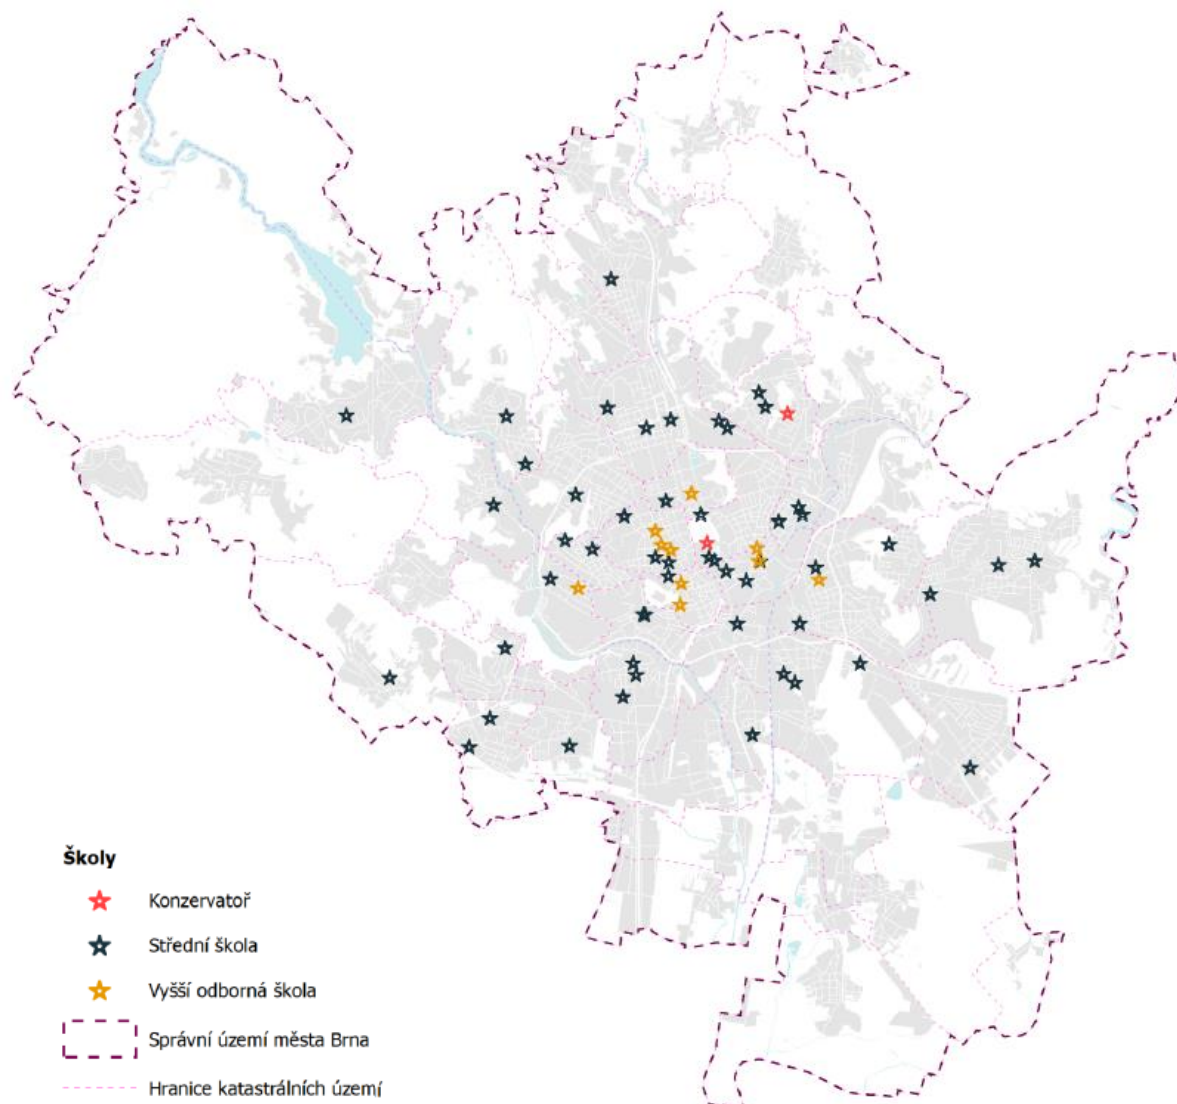 Školy
Konzervatoř
Střední škola
Vyšší odborná škola
Správní území města Brna
Hranice katastrálních území